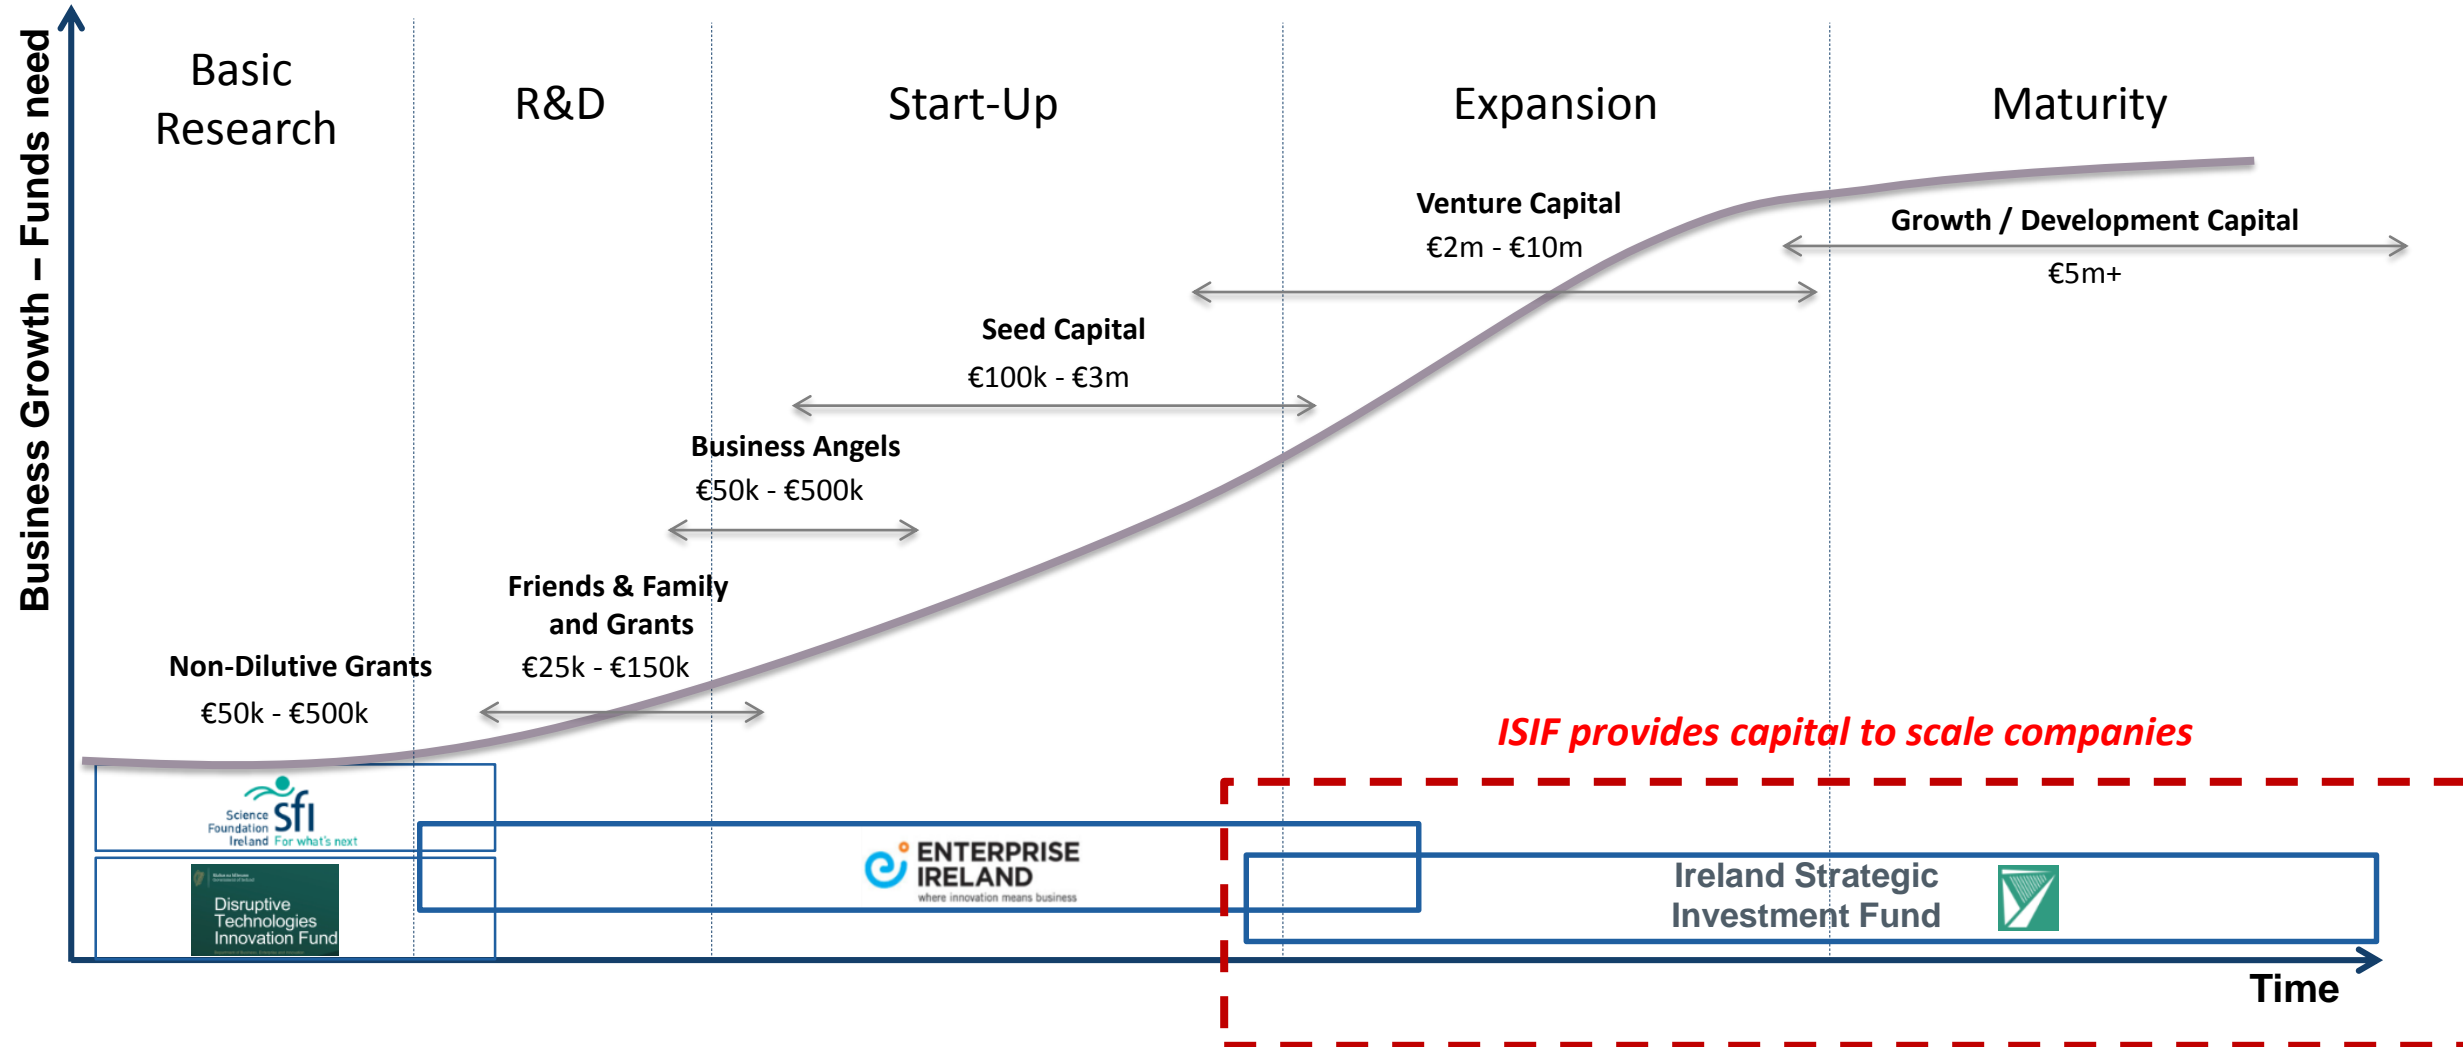 Business Growth – Funds need
Basic
Research
R&D
Start-Up
Expansion
Maturity
Venture Capital
€2m - €10m
Growth / Development Capital
€5m+
Seed Capital
€100k - €3m
Business Angels
€50k - €500k
Friends & Family
and Grants
€25k - €150k
Non-Dilutive Grants
€50k - €500k
ISIF provides capital to scale companies
Science
Foundation
Ireland
sfi
For what's next
Disruptive
Technologies
Innovation Fund
ENTERPRISE
IRELAND
where innovation means business
Ireland Strategic
Investment Fund
Time